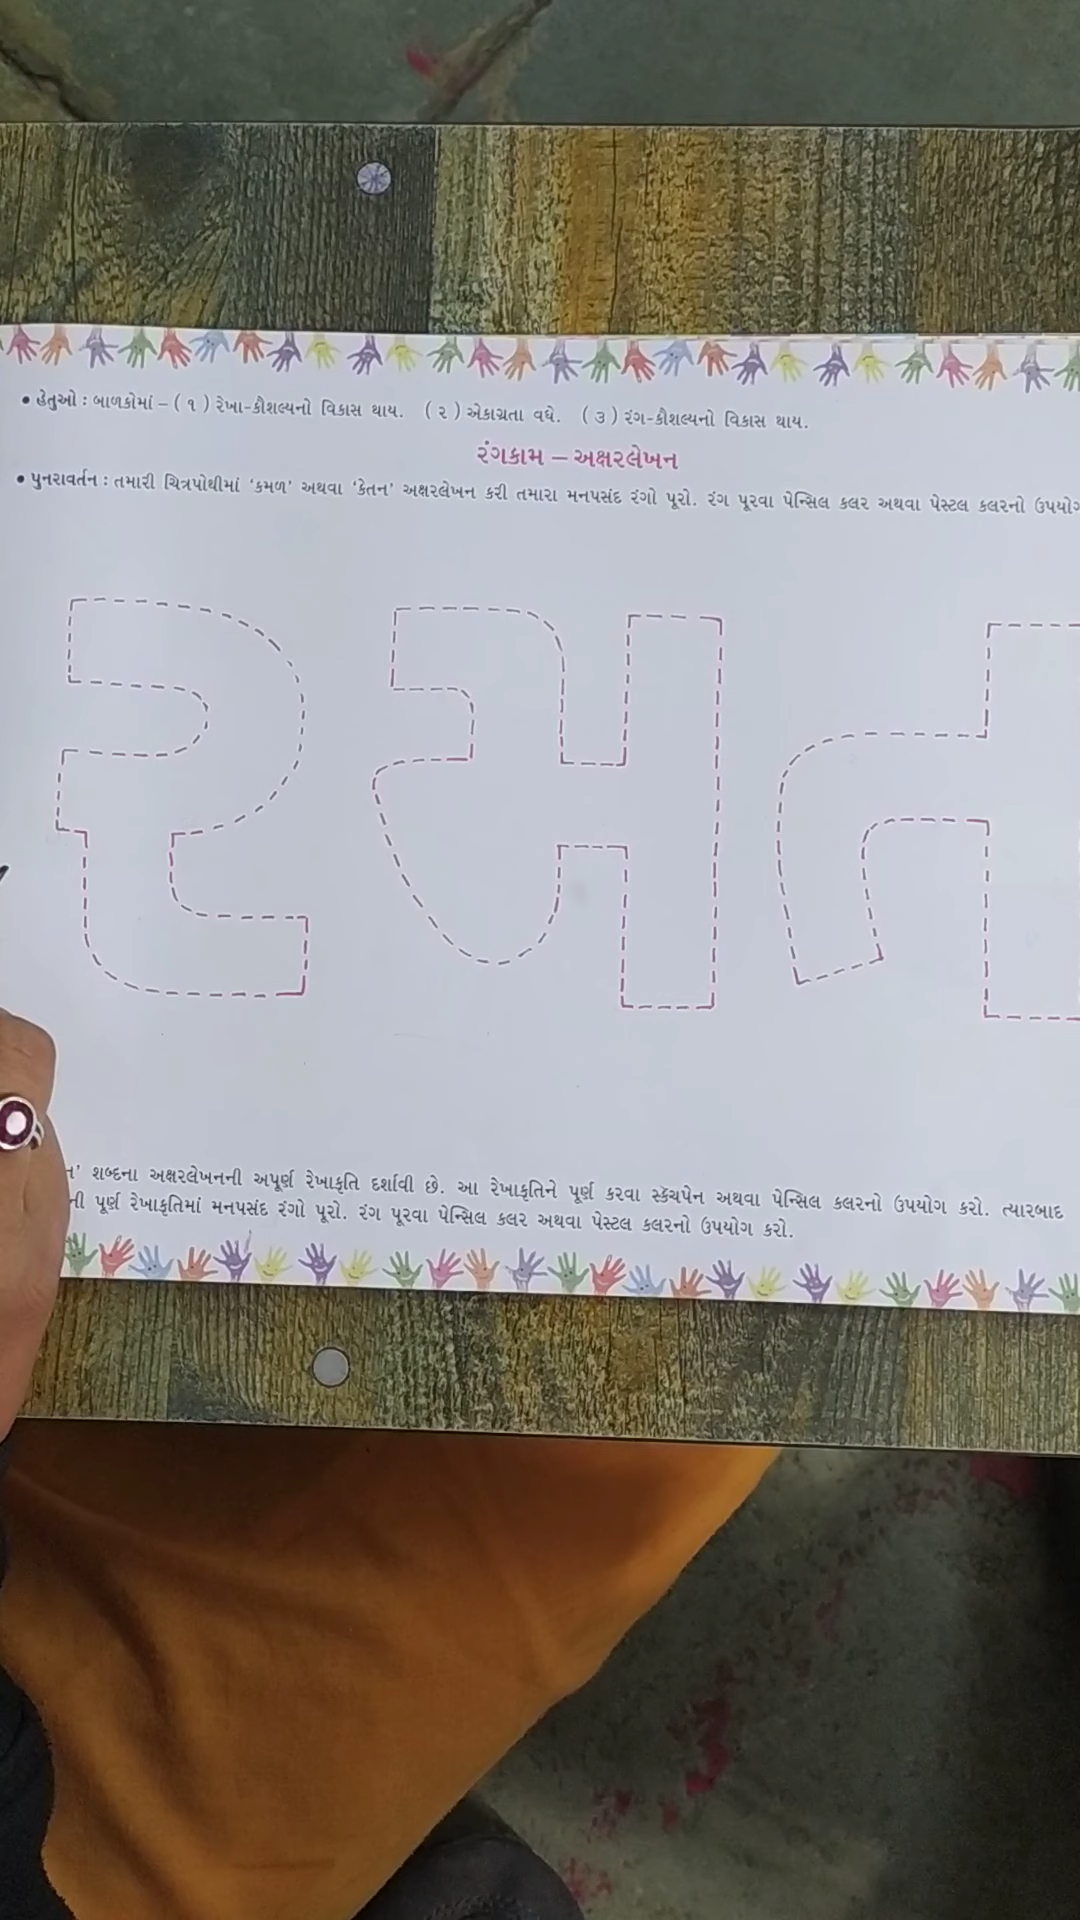 • હેતુઓ : બાળકોમાં – ( ૧ ) રેખા-કૌશલ્યનો વિકાસ થાય. ( ૨ ) એકાગ્રતા વધે. ( ૩ ) રંગ-કૌશલ્યનો વિકાસ થાય.
રંગકામ – અક્ષરલેખન
• પુનરાવર્તન : તમારી ચિત્રપોથીમાં ‘કમળ’ અથવા ‘કેતન’ અક્ષરલેખન કરી તમારા મનપસંદ રંગો પૂરો. રંગ પૂરવા પેન્સિલ કલર અથવા પેસ્ટલ કલરનો
રમત
શબ્દના અક્ષરલેખનની અપૂર્ણ રેખાકૃતિ દર્શાવી છે. આ રેખાકૃતિને પૂર્ણ કરવા સ્કૅચપેન અથવા પેન્સિલ કલરનો ઉપયોગ કરો. ત્યારબાદ
પૂર્ણ રેખાકૃતિમાં મનપસંદ રંગો પૂરો. રંગ પૂરવા પેન્સિલ કલર અથવા પેસ્ટલ કલરનો ઉપયોગ કરો.